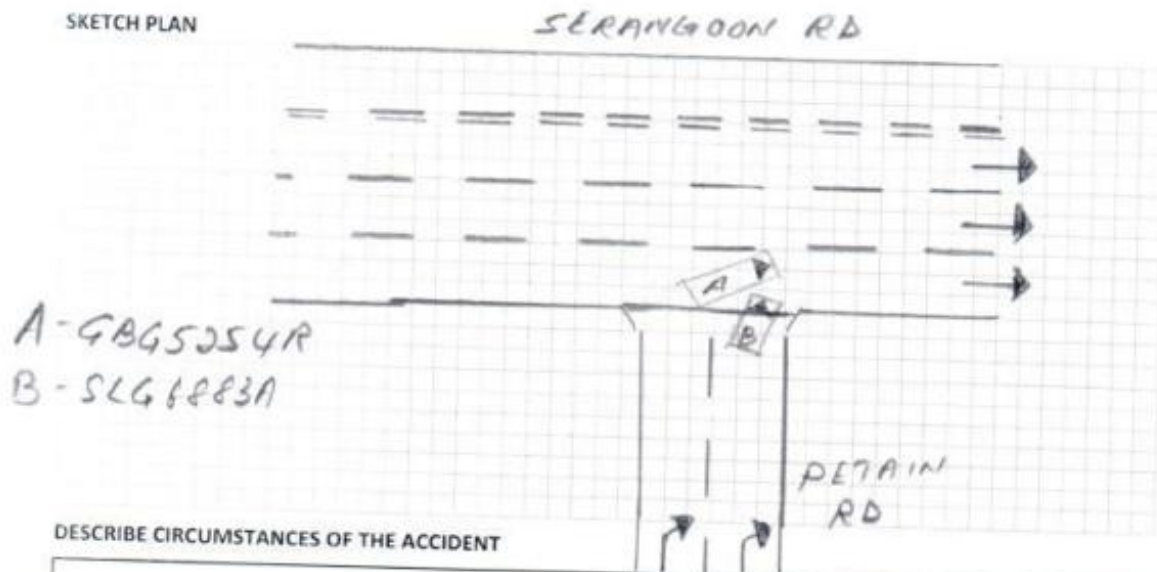 SKETCH PLAN
SERANGOON RD
A
B
A - GBG5254R
B - SLG6883A
PETAIN
RD
DESCRIBE CIRCUMSTANCES OF THE ACCIDENT